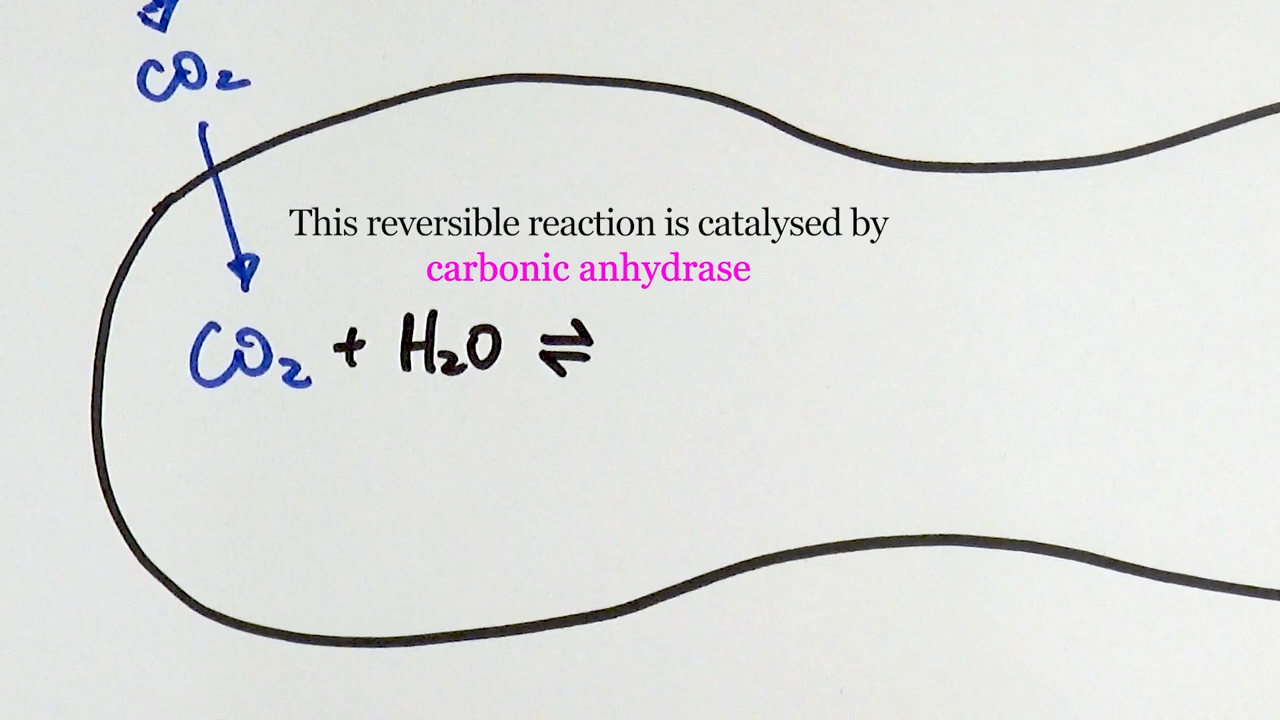 CO₂
This reversible reaction is catalysed by
carbonic anhydrase
CO₂ + H₂O ⇌